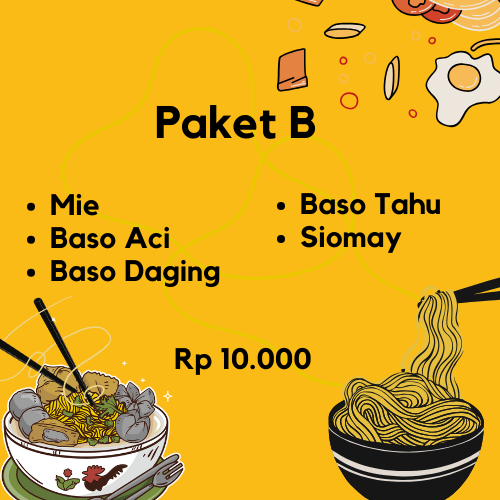 Paket B
• Mie
• Baso Aci
• Baso Daging
• Baso Tahu
• Siomay
Rp 10.000